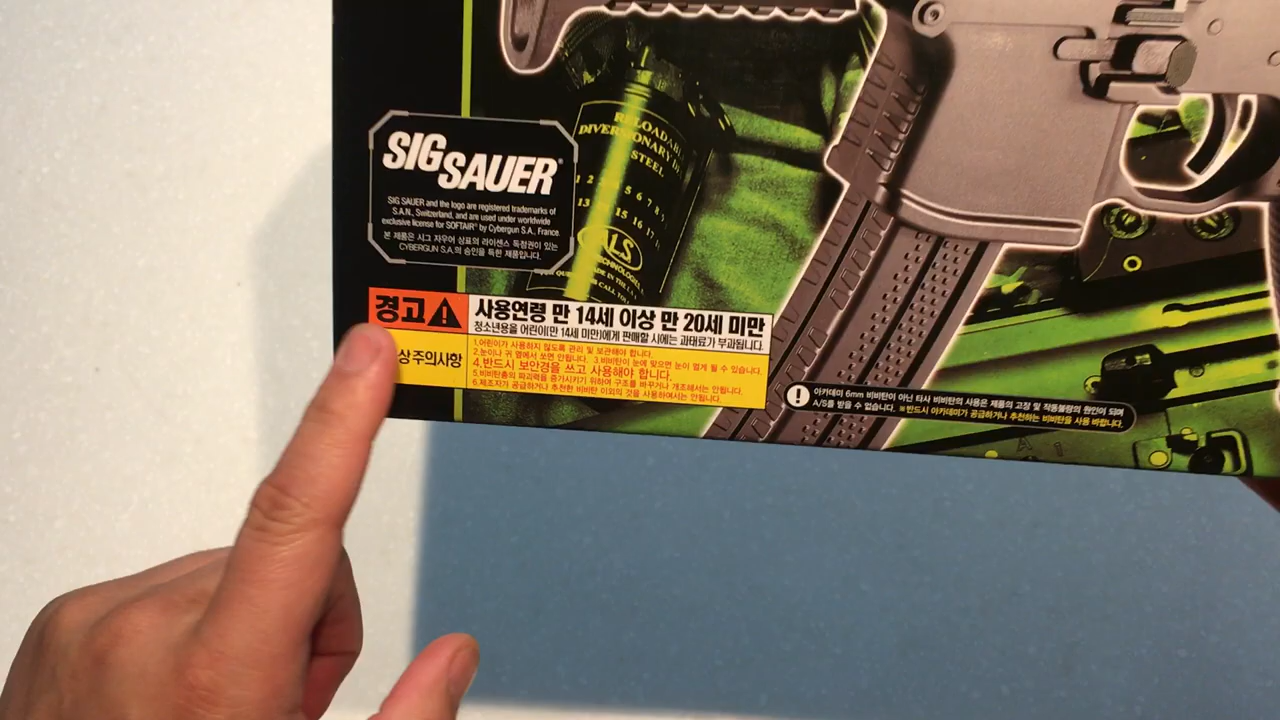 SIG SAUER®
SIG SAUER and the logo are registered trademarks of
S.A.N., Switzerland, and are used under worldwide
exclusive license for SOFTAIR® by Cybergun S.A., France.
본 제품은 시그 자우어 상표의 라이센스 독점권이 있는
CYBERGUN S.A.의 승인을 득한 제품입니다.
DIVERSIONARY
STEEL
경고
사용연령 만 14세 이상 만 20세 미만
청소년용을 어린이(만 14세 미만)에게 판매할 시에는 과태료가 부과됩니다.
상 주의사항
1.어린이가 사용하지 않도록 관리 및 보관해야 합니다.
2.눈이나 귀 옆에서 쏘면 안됩니다. 3.비비탄이 눈에 맞으면 눈이 멀게 될 수 있습니다.
4.반드시 보안경을 쓰고 사용해야 합니다.
5.비비탄총의 파괴력을 증가시키기 위하여 구조를 바꾸거나 개조해서는 안됩니다.
6.제조자가 공급하거나 추천한 비비탄 이외의 것을 사용하여서는 안됩니다.
아카데미 6mm 비비탄이 아닌 타사 비비탄의 사용은 제품의 고장 및 작동불량의 원인이 되며
A/S를 받을 수 없습니다. ※반드시 아카데미가 공급하거나 추천하는 비비탄을 사용 바랍니다.